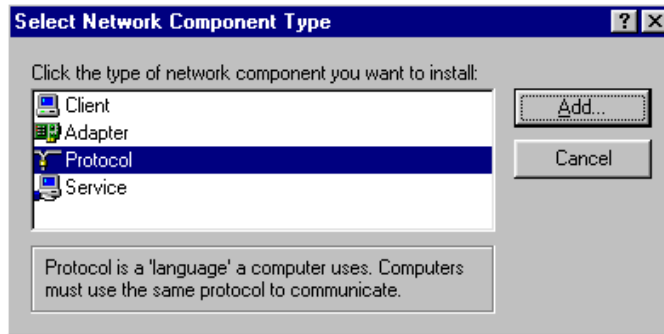 Select Network Component Type
Click the type of network component you want to install:
Client
Adapter
Protocol
Service
Add...
Cancel
Protocol is a 'language' a computer uses. Computers
must use the same protocol to communicate.